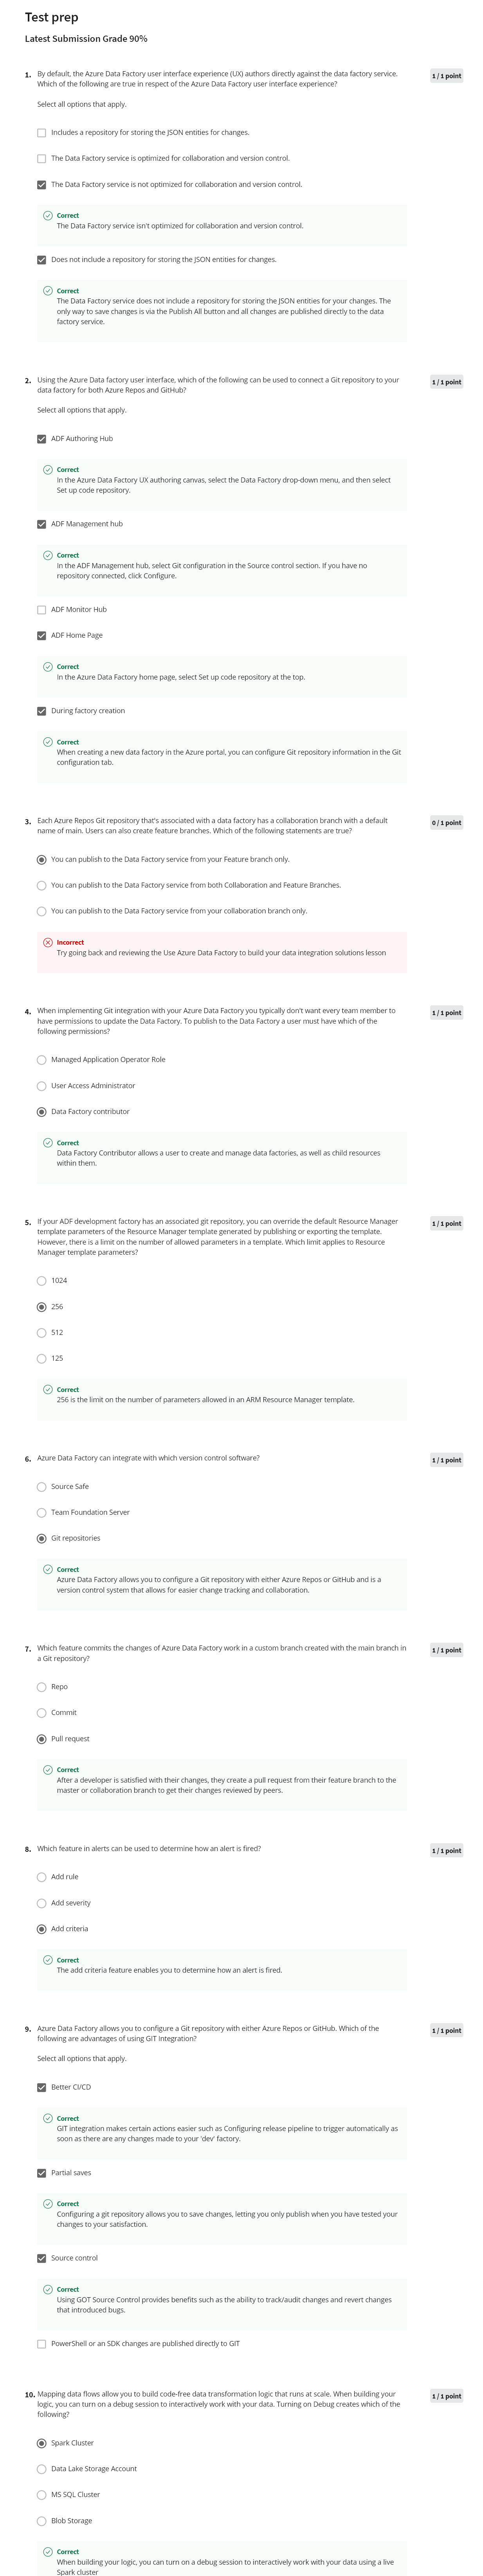 Test prep
Latest Submission Grade 90%
1. By default, the Azure Data Factory user interface experience (UX) authors directly against the data factory service.
Which of the following are true in respect of the Azure Data Factory user interface experience?
1 / 1 point
Select all options that apply.
Includes a repository for storing the JSON entities for changes.
The Data Factory service is optimized for collaboration and version control.
The Data Factory service is not optimized for collaboration and version control.
Correct
The Data Factory service isn't optimized for collaboration and version control.
Does not include a repository for storing the JSON entities for changes.
Correct
The Data Factory service does not include a repository for storing the JSON entities for your changes. The
only way to save changes is via the Publish All button and all changes are published directly to the data
factory service.
2. Using the Azure Data factory user interface, which of the following can be used to connect a Git repository to your
data factory for both Azure Repos and GitHub?
1 / 1 point
Select all options that apply.
ADF Authoring Hub
Correct
In the Azure Data Factory UX authoring canvas, select the Data Factory drop-down menu, and then select
Set up code repository.
ADF Management hub
Correct
In the ADF Management hub, select Git configuration in the Source control section. If you have no
repository connected, click Configure.
ADF Monitor Hub
ADF Home Page
Correct
In the Azure Data Factory home page, select Set up code repository at the top.
During factory creation
Correct
When creating a new data factory in the Azure portal, you can configure Git repository information in the Git
configuration tab.
3. Each Azure Repos Git repository that's associated with a data factory has a collaboration branch with a default
name of main. Users can also create feature branches. Which of the following statements are true?
0 / 1 point
You can publish to the Data Factory service from your Feature branch only.
You can publish to the Data Factory service from both Collaboration and Feature Branches.
You can publish to the Data Factory service from your collaboration branch only.
Incorrect
Try going back and reviewing the Use Azure Data Factory to build your data integration solutions lesson
4. When implementing Git integration with your Azure Data Factory you typically don't want every team member to
have permissions to update the Data Factory. To publish to the Data Factory a user must have which of the
following permissions?
1 / 1 point
Managed Application Operator Role
User Access Administrator
Data Factory contributor
Correct
Data Factory Contributor allows a user to create and manage data factories, as well as child resources
within them.
5. If your ADF development factory has an associated git repository, you can override the default Resource Manager
template parameters of the Resource Manager template generated by publishing or exporting the template.
However, there is a limit on the number of allowed parameters in a template. Which limit applies to Resource
Manager template parameters?
1 / 1 point
1024
256
512
125
Correct
256 is the limit on the number of parameters allowed in an ARM Resource Manager template.
6. Azure Data Factory can integrate with which version control software?
1 / 1 point
Source Safe
Team Foundation Server
Git repositories
Correct
Azure Data Factory allows you to configure a Git repository with either Azure Repos or GitHub and is a
version control system that allows for easier change tracking and collaboration.
7. Which feature commits the changes of Azure Data Factory work in a custom branch created with the main branch in
a Git repository?
1 / 1 point
Repo
Commit
Pull request
Correct
After a developer is satisfied with their changes, they create a pull request from their feature branch to the
master or collaboration branch to get their changes reviewed by peers.
8. Which feature in alerts can be used to determine how an alert is fired?
1 / 1 point
Add rule
Add severity
Add criteria
Correct
The add criteria feature enables you to determine how an alert is fired.
9. Azure Data Factory allows you to configure a Git repository with either Azure Repos or GitHub. Which of the
following are advantages of using GIT Integration?
1 / 1 point
Select all options that apply.
Better CI/CD
Correct
GIT integration makes certain actions easier such as Configuring release pipeline to trigger automatically as
soon as there are any changes made to your 'dev' factory.
Partial saves
Correct
Configuring a git repository allows you to save changes, letting you only publish when you have tested your
changes to your satisfaction.
Source control
Correct
Using GOT Source Control provides benefits such as the ability to track/audit changes and revert changes
that introduced bugs.
PowerShell or an SDK changes are published directly to GIT
10. Mapping data flows allow you to build code-free data transformation logic that runs at scale. When building your
logic, you can turn on a debug session to interactively work with your data. Turning on Debug creates which of the
following?
1 / 1 point
Spark Cluster
Data Lake Storage Account
MS SQL Cluster
Blob Storage
Correct
When building your logic, you can turn on a debug session to interactively work with your data using a live
Spark cluster